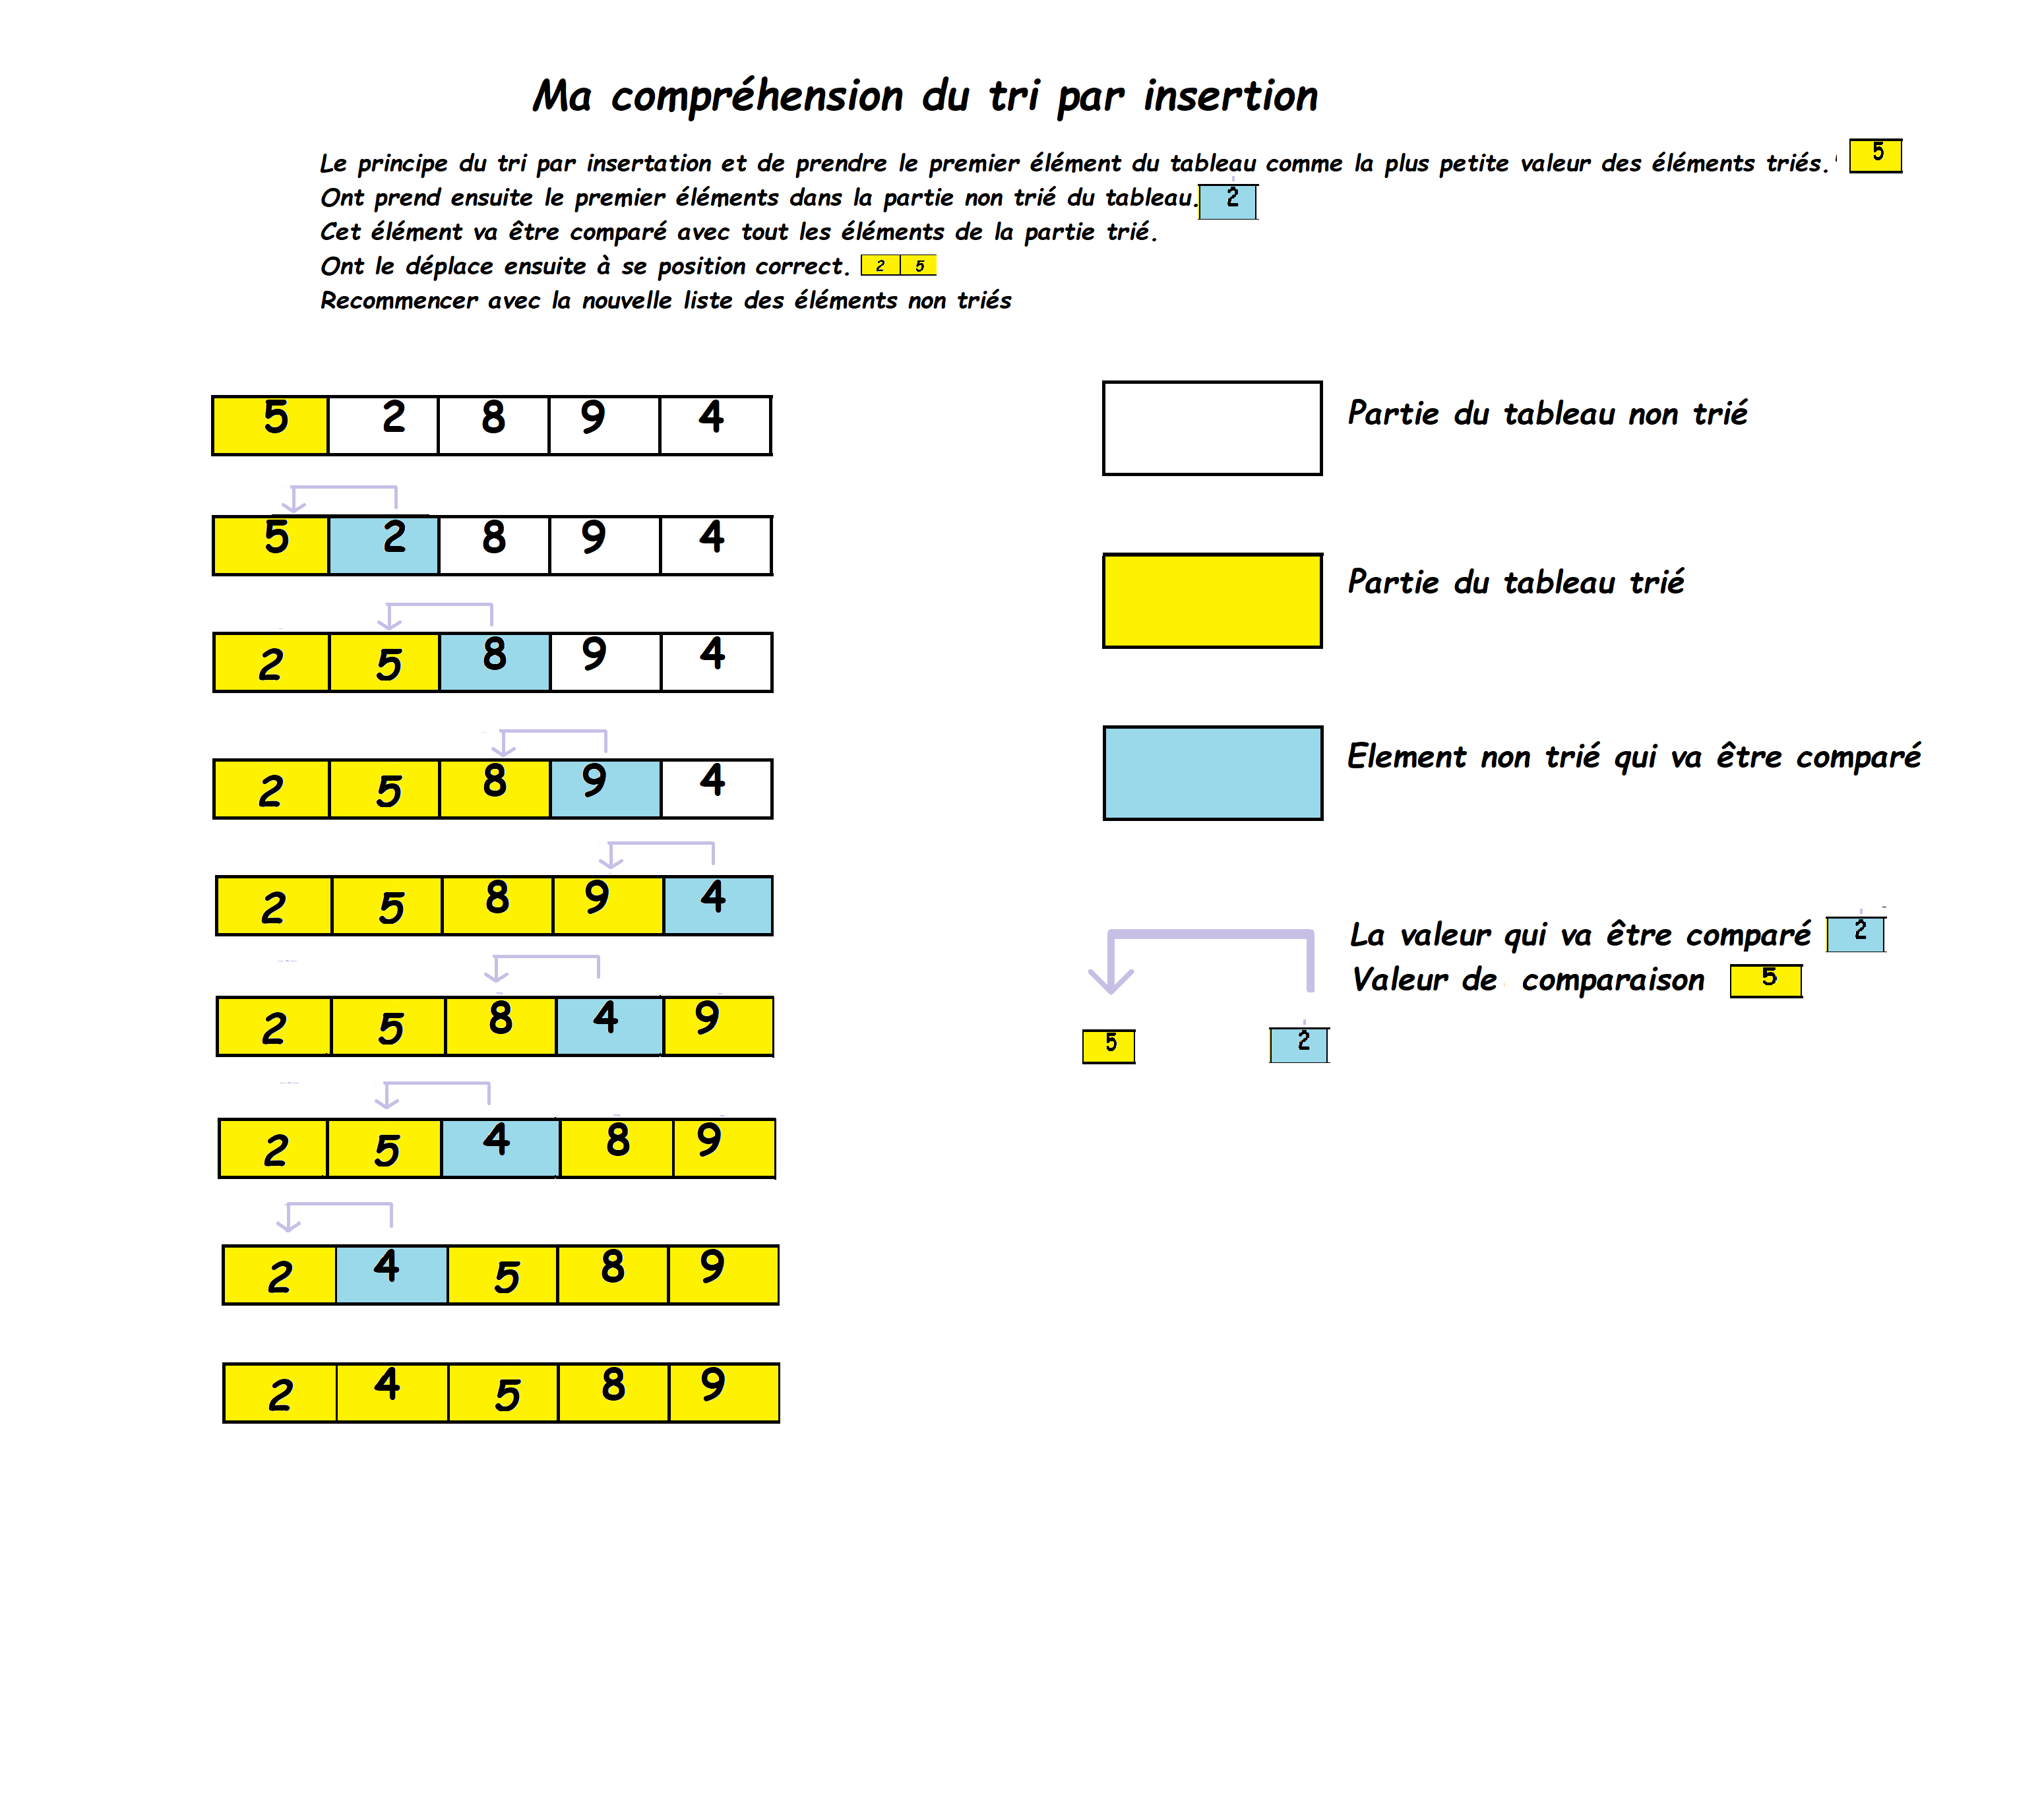 Ma compréhension du tri par insertion
Le principe du tri par insertation et de prendre le premier élément du tableau comme la plus petite valeur des éléments triés. 5
Ont prend ensuite le premier éléments dans la partie non trié du tableau. 2
Cet élément va être comparé avec tout les éléments de la partie trié.
Ont le déplace ensuite à se position correct. 2 5
Recommencer avec la nouvelle liste des éléments non triés
5 2 8 9 4
5 2 8 9 4
2 5 8 9 4
2 5 8 9 4
2 5 8 9 4
2 5 8 4 9
2 5 4 8 9
2 4 5 8 9
2 4 5 8 9
Partie du tableau non trié
Partie du tableau trié
Element non trié qui va être comparé
La valeur qui va être comparé 2
Valeur de comparaison 5
5 2